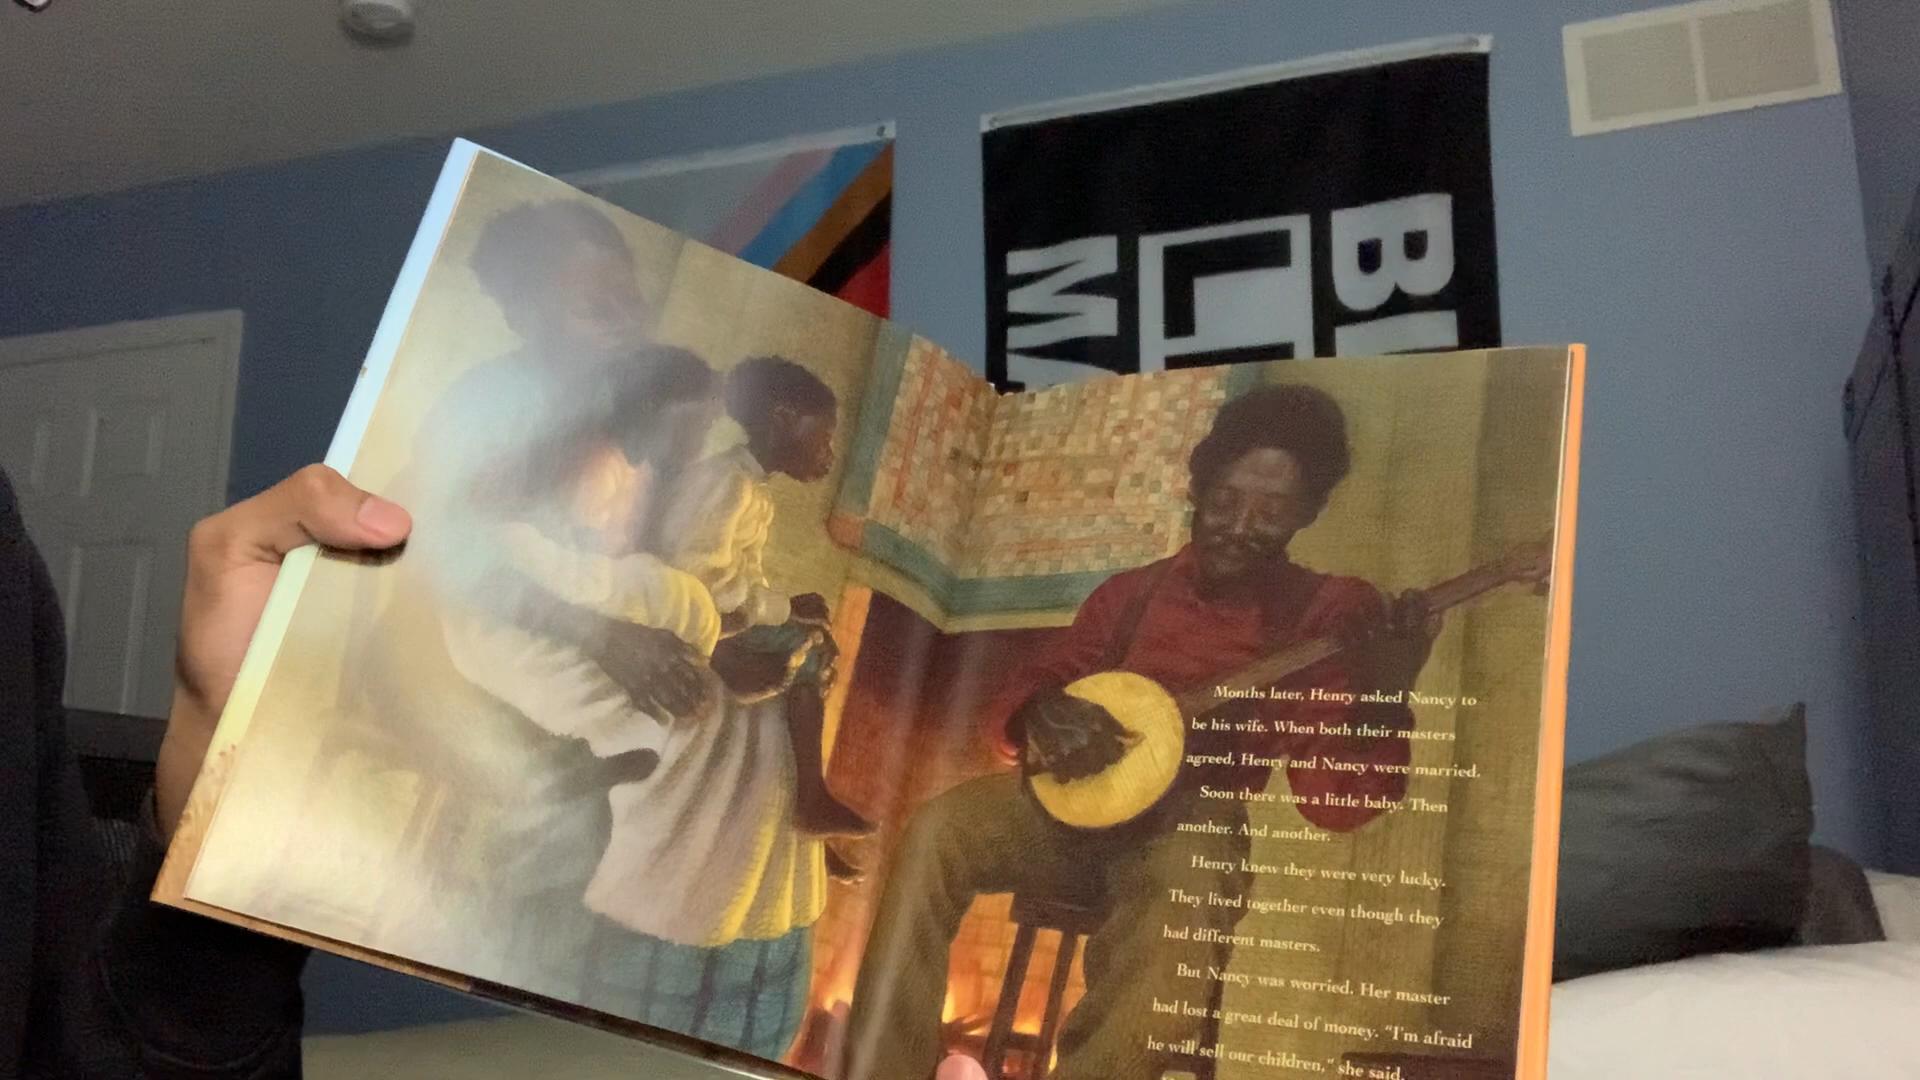 BL
L
MA
Months later, Henry asked Nancy to
be his wife. When both their masters
agreed, Henry and Nancy were married.
Soon there was a little baby. Then
another. And another.
Henry knew they were very lucky.
They lived together even though they
had different masters.
But Nancy was worried. Her master
had lost a great deal of money. "I'm afraid
he will sell our children," she said.